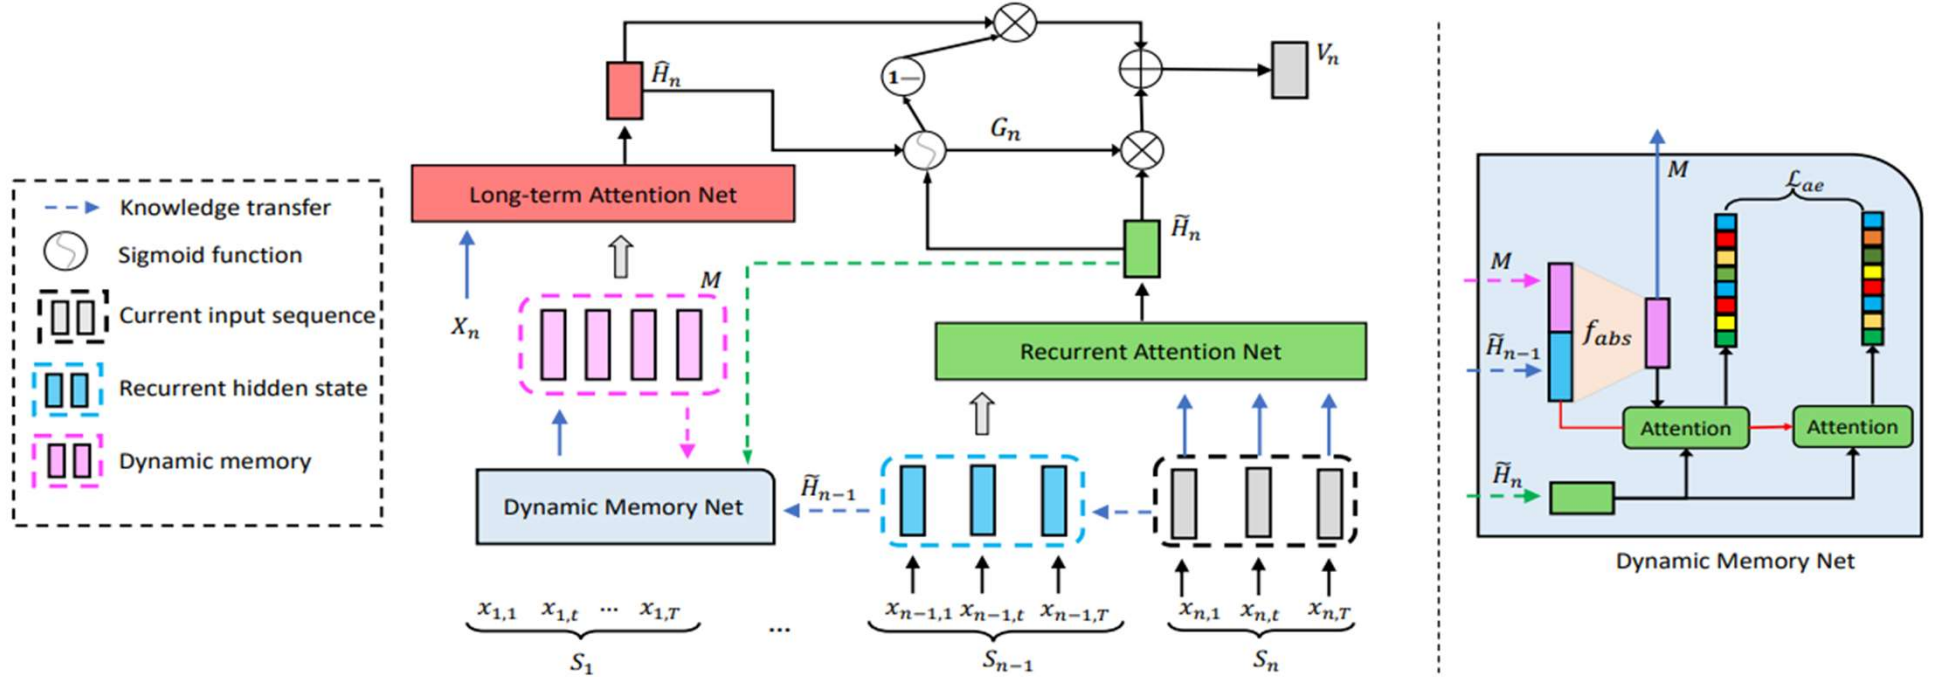 Knowledge transfer
Sigmoid function
Current input sequence
Recurrent hidden state
Dynamic memory
Ĥₙ
1—
Gₙ
Vₙ
Long-term Attention Net
H̃ₙ
Xₙ
M
Recurrent Attention Net
Dynamic Memory Net
H̃ₙ₋₁
x₁,₁ x₁,ₜ ... x₁,T
...
xₙ₋₁,₁ xₙ₋₁,ₜ xₙ₋₁,T
xₙ,₁ xₙ,ₜ xₙ,T
S₁
Sₙ₋₁
Sₙ
M
ℒₐₑ
M
H̃ₙ₋₁
f_abs
Attention
Attention
H̃ₙ
Dynamic Memory Net